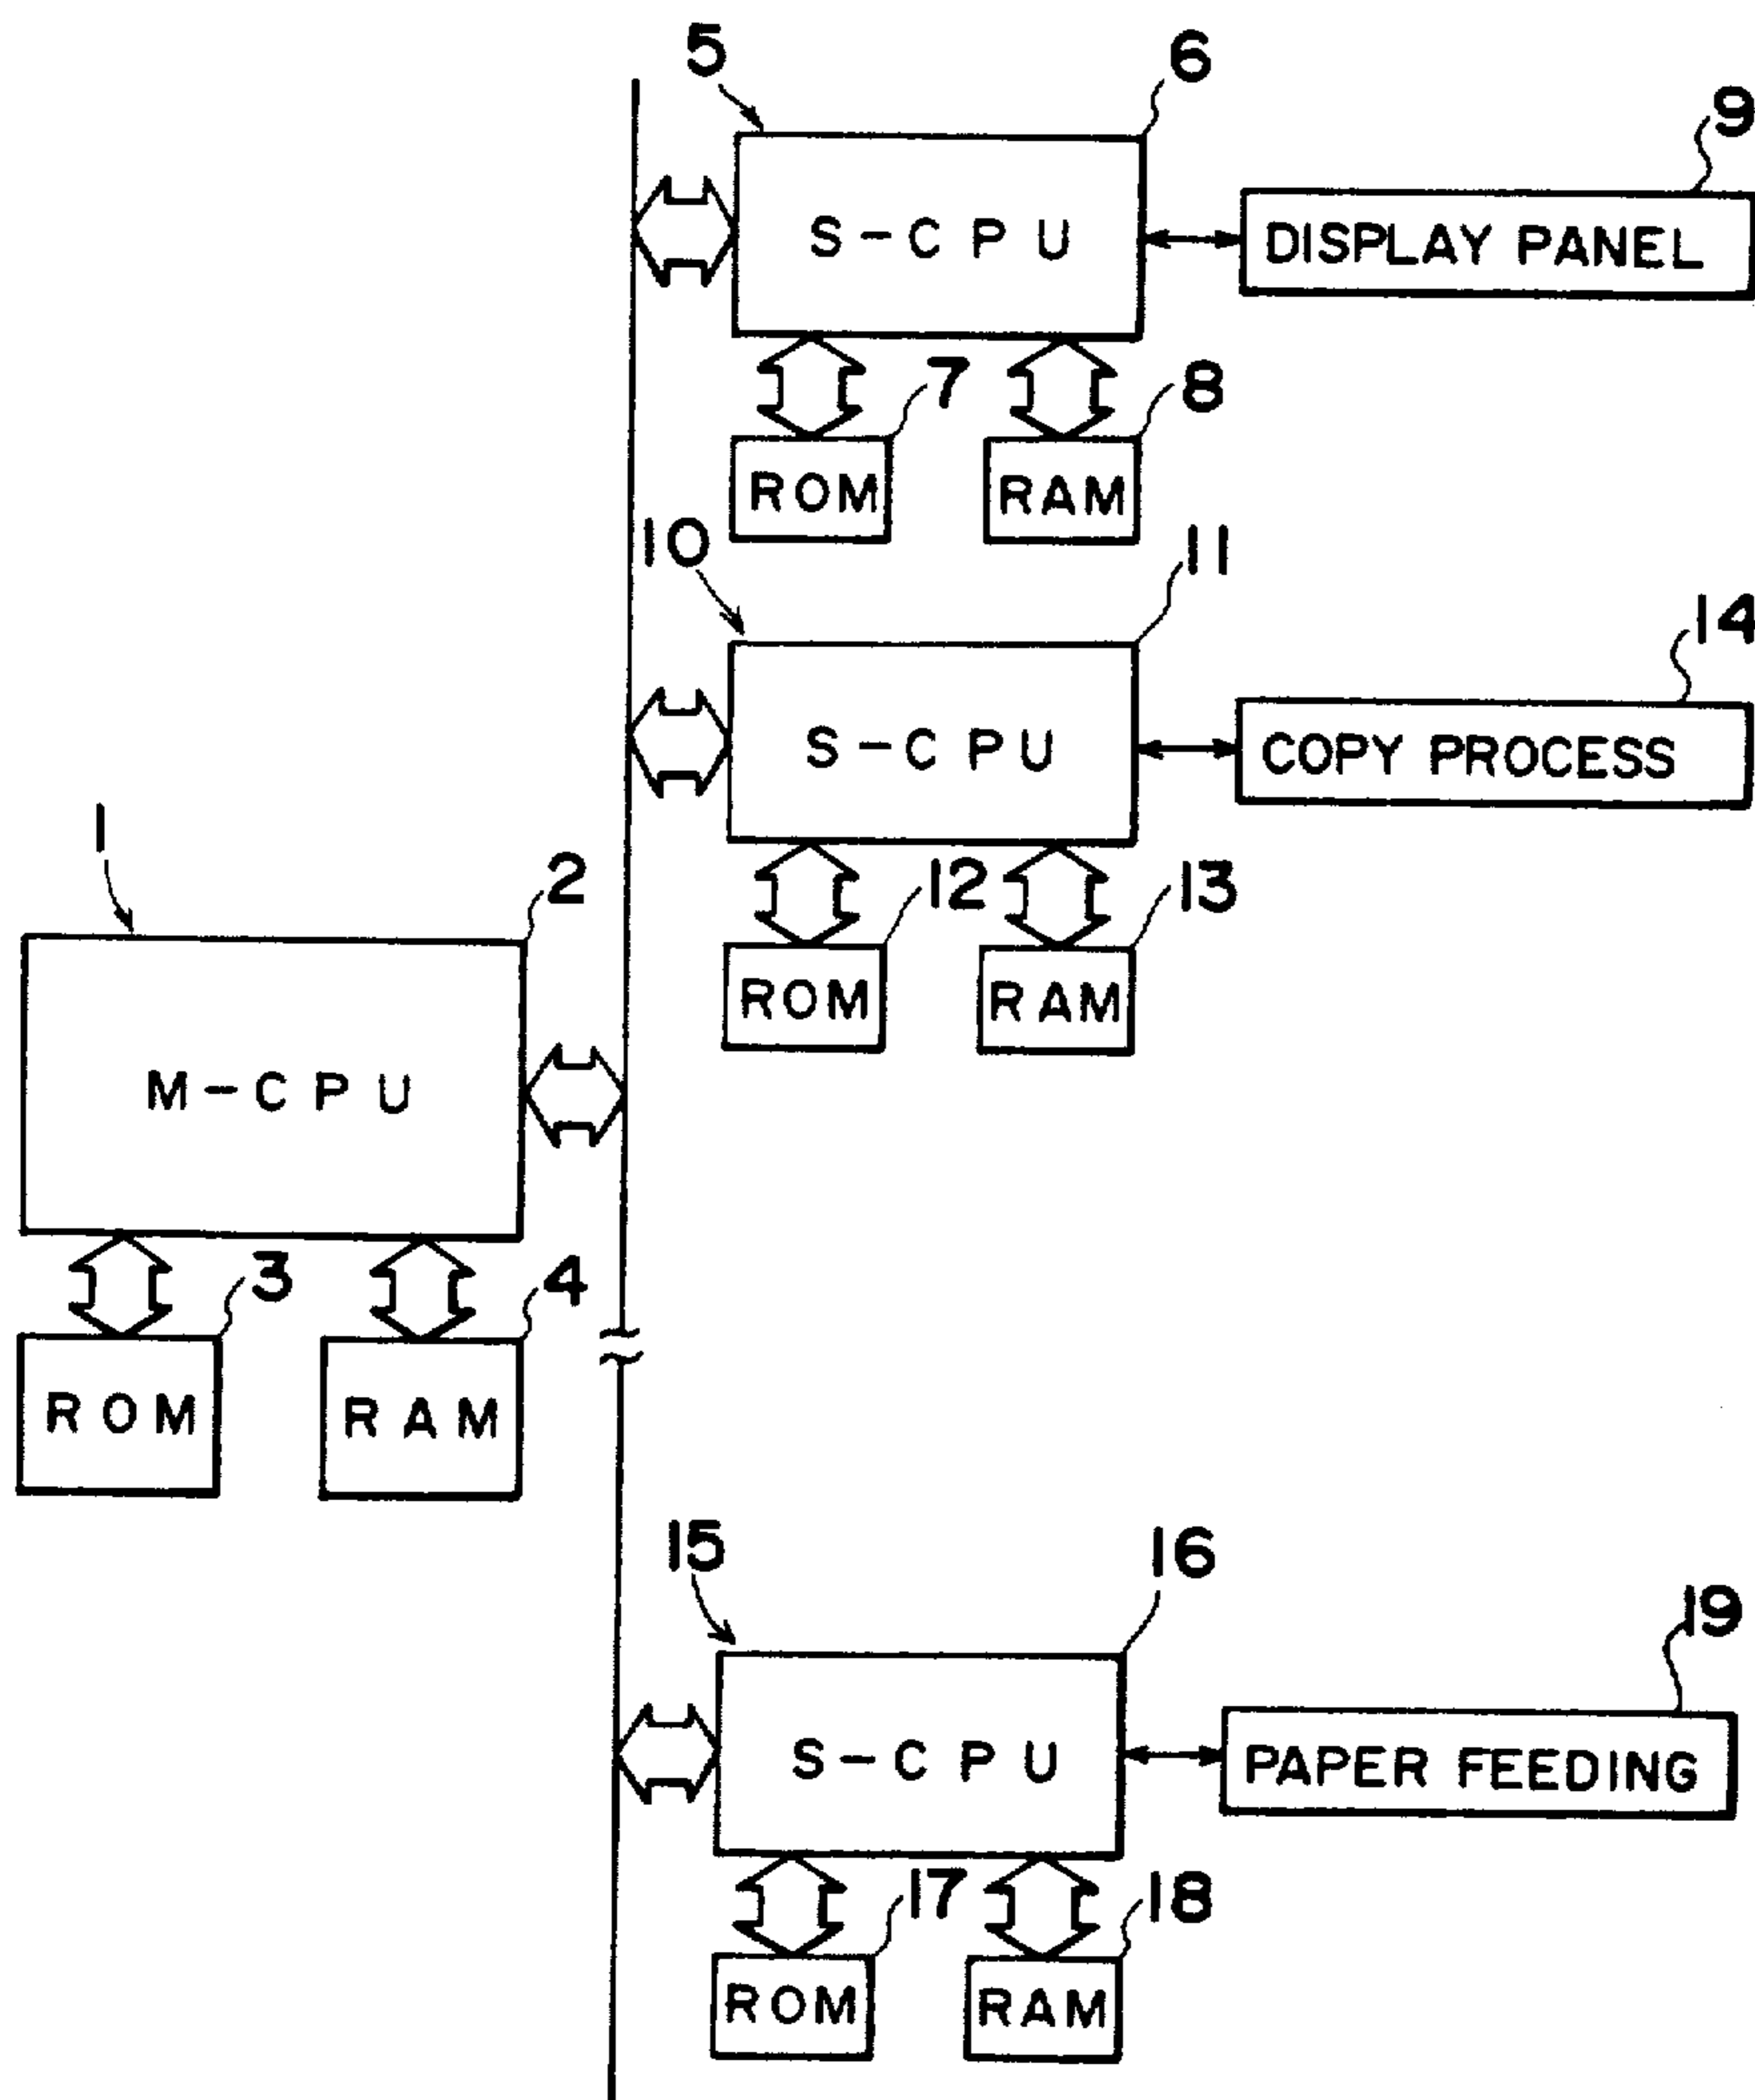 5
6
9
S-CPU
DISPLAY PANEL
7
8
ROM
RAM
10
11
14
S-CPU
COPY PROCESS
1
2
12
13
ROM
RAM
M-CPU
3
4
ROM
RAM
15
16
19
S-CPU
PAPER FEEDING
17
18
ROM
RAM